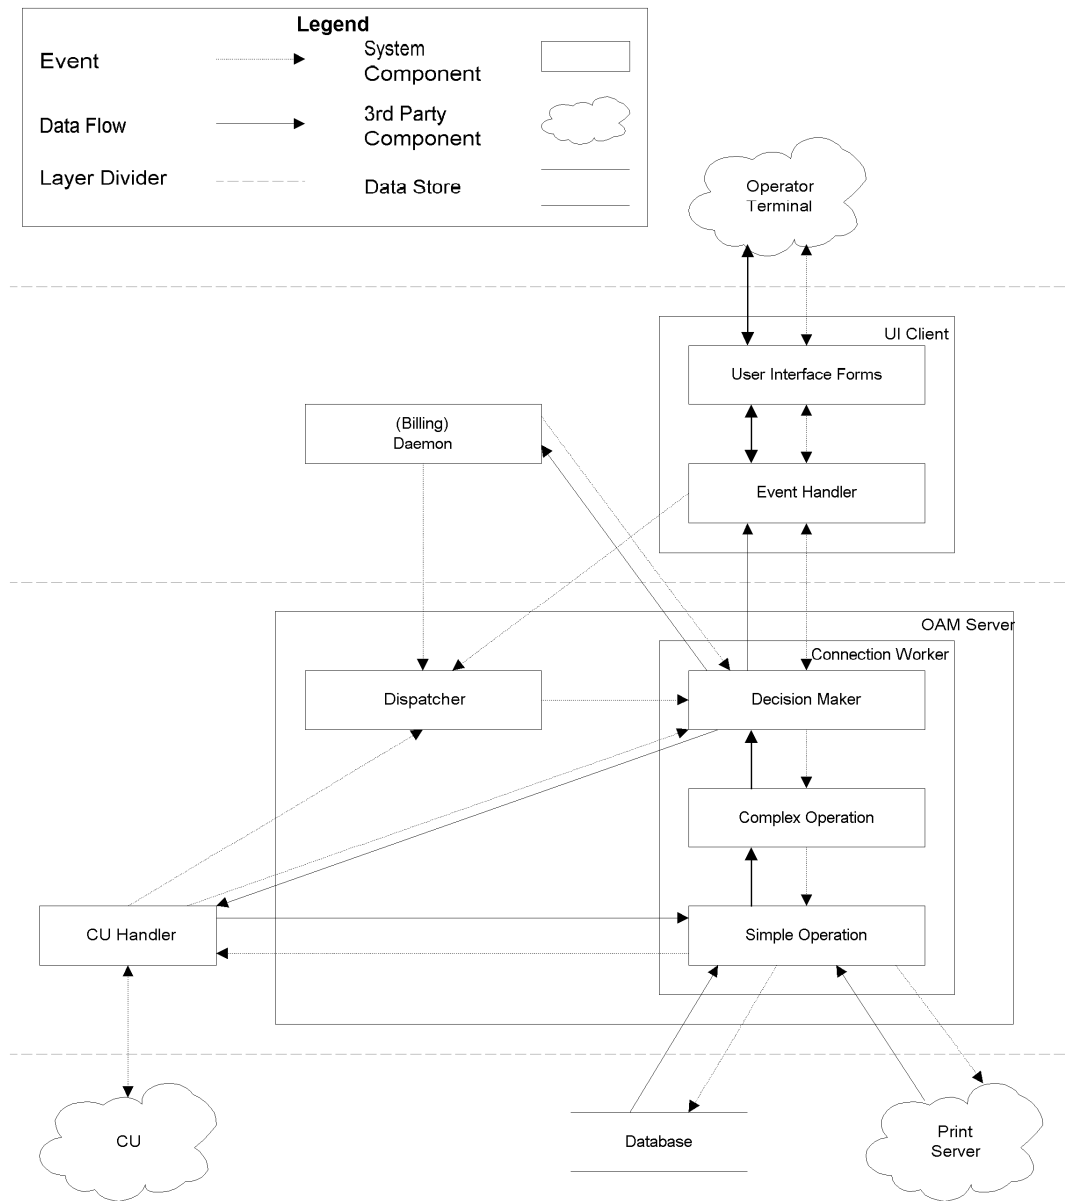 Legend
Event
System
Component
Data Flow
3rd Party
Component
Layer Divider
Data Store
Operator
Terminal
UI Client
User Interface Forms
(Billing)
Daemon
Event Handler
OAM Server
Connection Worker
Dispatcher
Decision Maker
Complex Operation
CU Handler
Simple Operation
CU
Database
Print
Server